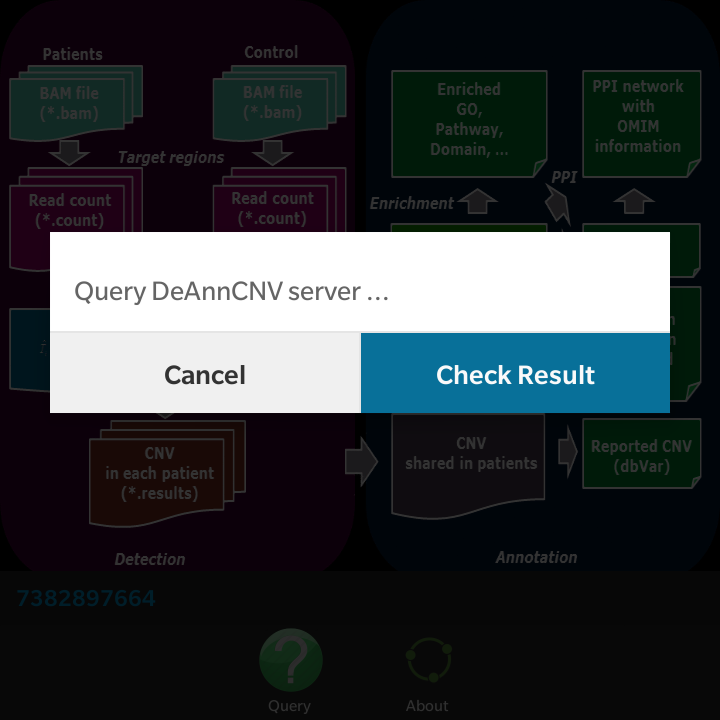 Patients
Control
BAM file
(*.bam)
BAM file
(*.bam)
Target regions
Read count
(*.count)
Read count
(*.count)
Enriched
GO,
Pathway,
Domain, ...
PPI network
with
OMIM
information
PPI
Enrichment
Query DeAnnCNV server ...
Cancel
Check Result
CNV
in each patient
(*.results)
CNV
shared in patients
Reported CNV
(dbVar)
Detection
Annotation
7382897664
Query
About